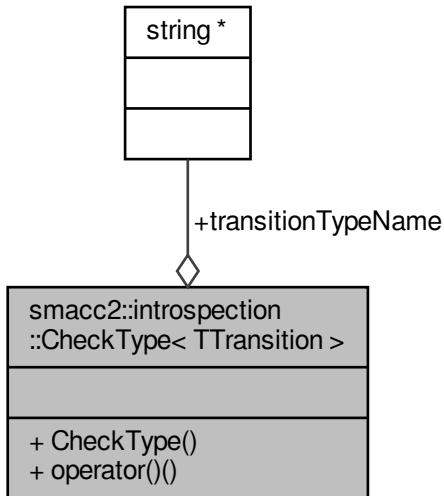 string *
+transitionTypeName
smacc2::introspection
::CheckType< TTransition >
+ CheckType()
+ operator()()